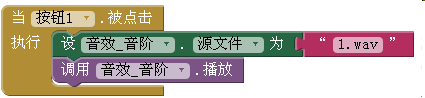 当 按钮1 .被点击
执行 设 音效_音阶 . 源文件 为 “ 1.wav ”
调用 音效_音阶 .播放